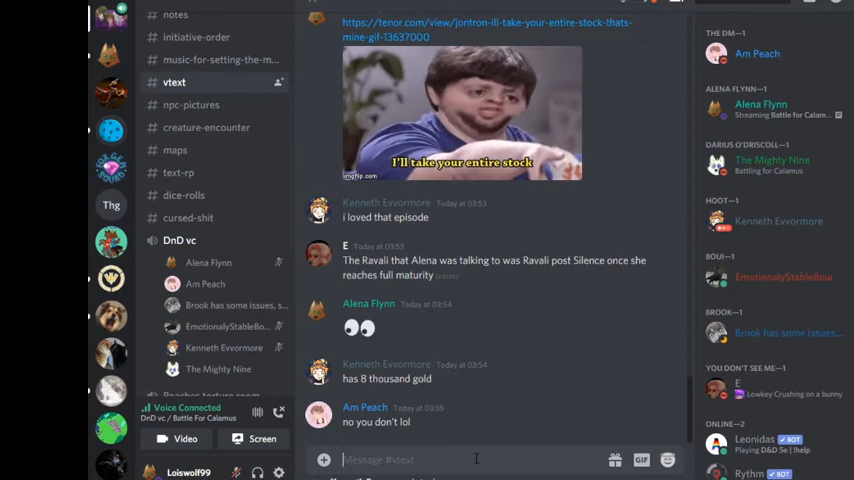 notes
initiative-order
music-for-setting-the-m...
vtext
npc-pictures
creature-encounter
maps
text-rp
dice-rolls
cursed-shit
DnD vc
Alena Flynn
Am Peach
Brook has some issues, s...
EmotionalyStableBo...
Kenneth Evvormore
The Mighty Nine
Voice Connected
DnD vc / Battle For Calamus
Video
Screen
Loiswolf99
Thg
https://tenor.com/view/jontron-ill-take-your-entire-stock-thats-
mine-gif-13637000
I'll take your entire stock
imgflip.com
Kenneth Evvormore Today at 03:53
i loved that episode
E Today at 03:53
The Ravali that Alena was talking to was Ravali post Silence once she
reaches full maturity (edited)
Alena Flynn Today at 03:54
👀
Kenneth Evvormore Today at 03:54
has 8 thousand gold
Am Peach Today at 03:55
no you don't lol
Message #vtext
GIF
THE DM—1
Am Peach
ALENA FLYNN—1
Alena Flynn
Streaming Battle for Calam...
DARIUS O'DRISCOLL—1
The Mighty Nine
Battling for Calamus
HOOT—1
Kenneth Evvormore
BOUI—1
EmotionalyStableBoui
BROOK—1
Brook has some issues...
YOU DON'T SEE ME—1
E
Lowkey Crushing on a bunny
ONLINE—2
Leonidas BOT
Playing D&D 5e | !help
Rythm BOT